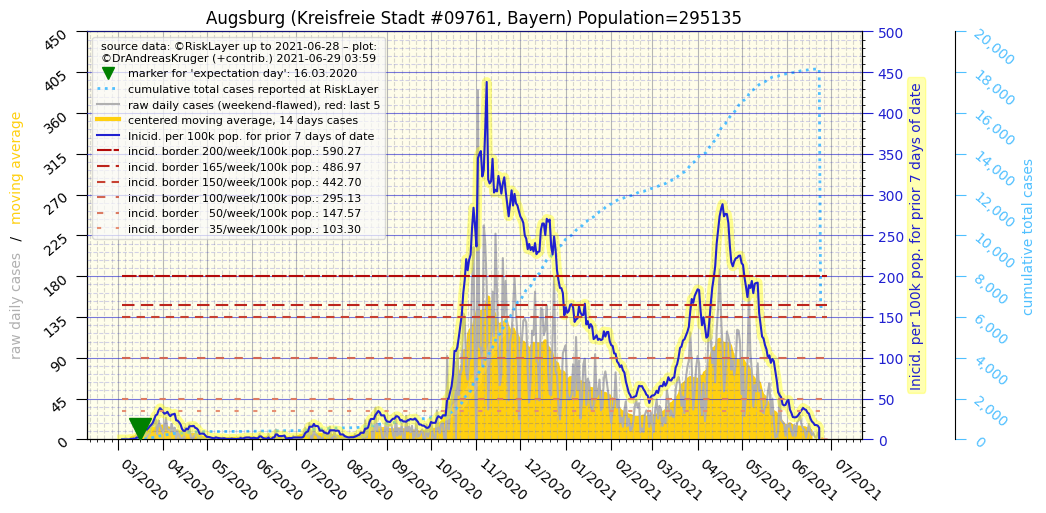 Augsburg (Kreisfreie Stadt #09761, Bayern) Population=295135
source data: ©RiskLayer up to 2021-06-28 – plot:
©DrAndreasKruger (+contrib.) 2021-06-29 03:59
marker for 'expectation day': 16.03.2020
cumulative total cases reported at RiskLayer
raw daily cases (weekend-flawed), red: last 5
centered moving average, 14 days cases
Inicid. per 100k pop. for prior 7 days of date
incid. border 200/week/100k pop.: 590.27
incid. border 165/week/100k pop.: 486.97
incid. border 150/week/100k pop.: 442.70
incid. border 100/week/100k pop.: 295.13
incid. border   50/week/100k pop.: 147.57
incid. border   35/week/100k pop.: 103.30
raw daily cases / moving average
450
405
360
315
270
225
180
135
90
45
0
03/2020
04/2020
05/2020
06/2020
07/2020
08/2020
09/2020
10/2020
11/2020
12/2020
01/2021
02/2021
03/2021
04/2021
05/2021
06/2021
07/2021
500
450
400
350
300
250
200
150
100
50
0
Inicid. per 100k pop. for prior 7 days of date
20,000
18,000
16,000
14,000
12,000
10,000
8,000
6,000
4,000
2,000
0
cumulative total cases